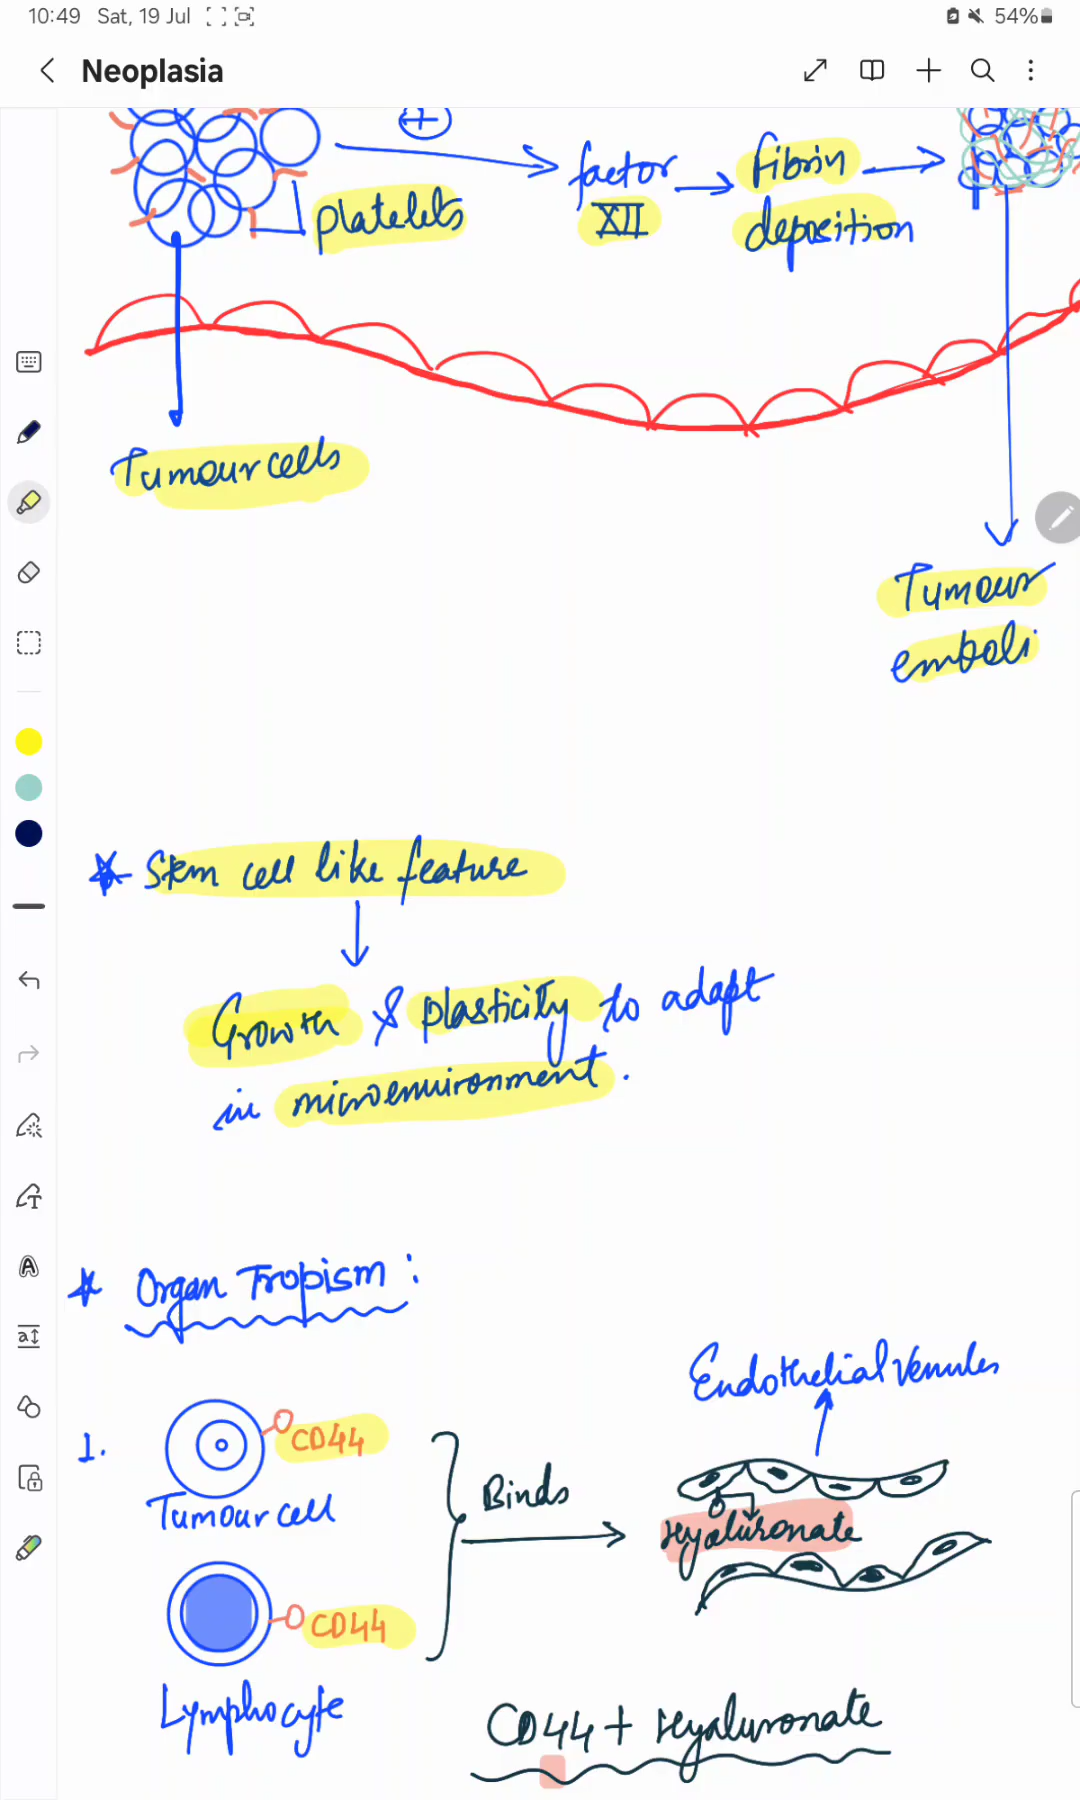 10:49 Sat, 19 Jul
54%
Neoplasia
+
platelets
factor
XII
fibrin
deposition
Tumour cells
Tumour
emboli
Stem cell like feature
Growth & plasticity to adapt
in microenvironment.
Organ Tropism :
Endothelial Venules
1.
CD44
Tumour cell
Binds
Hyaluronate
CD44
Lymphocyte
CD44 + Hyaluronate